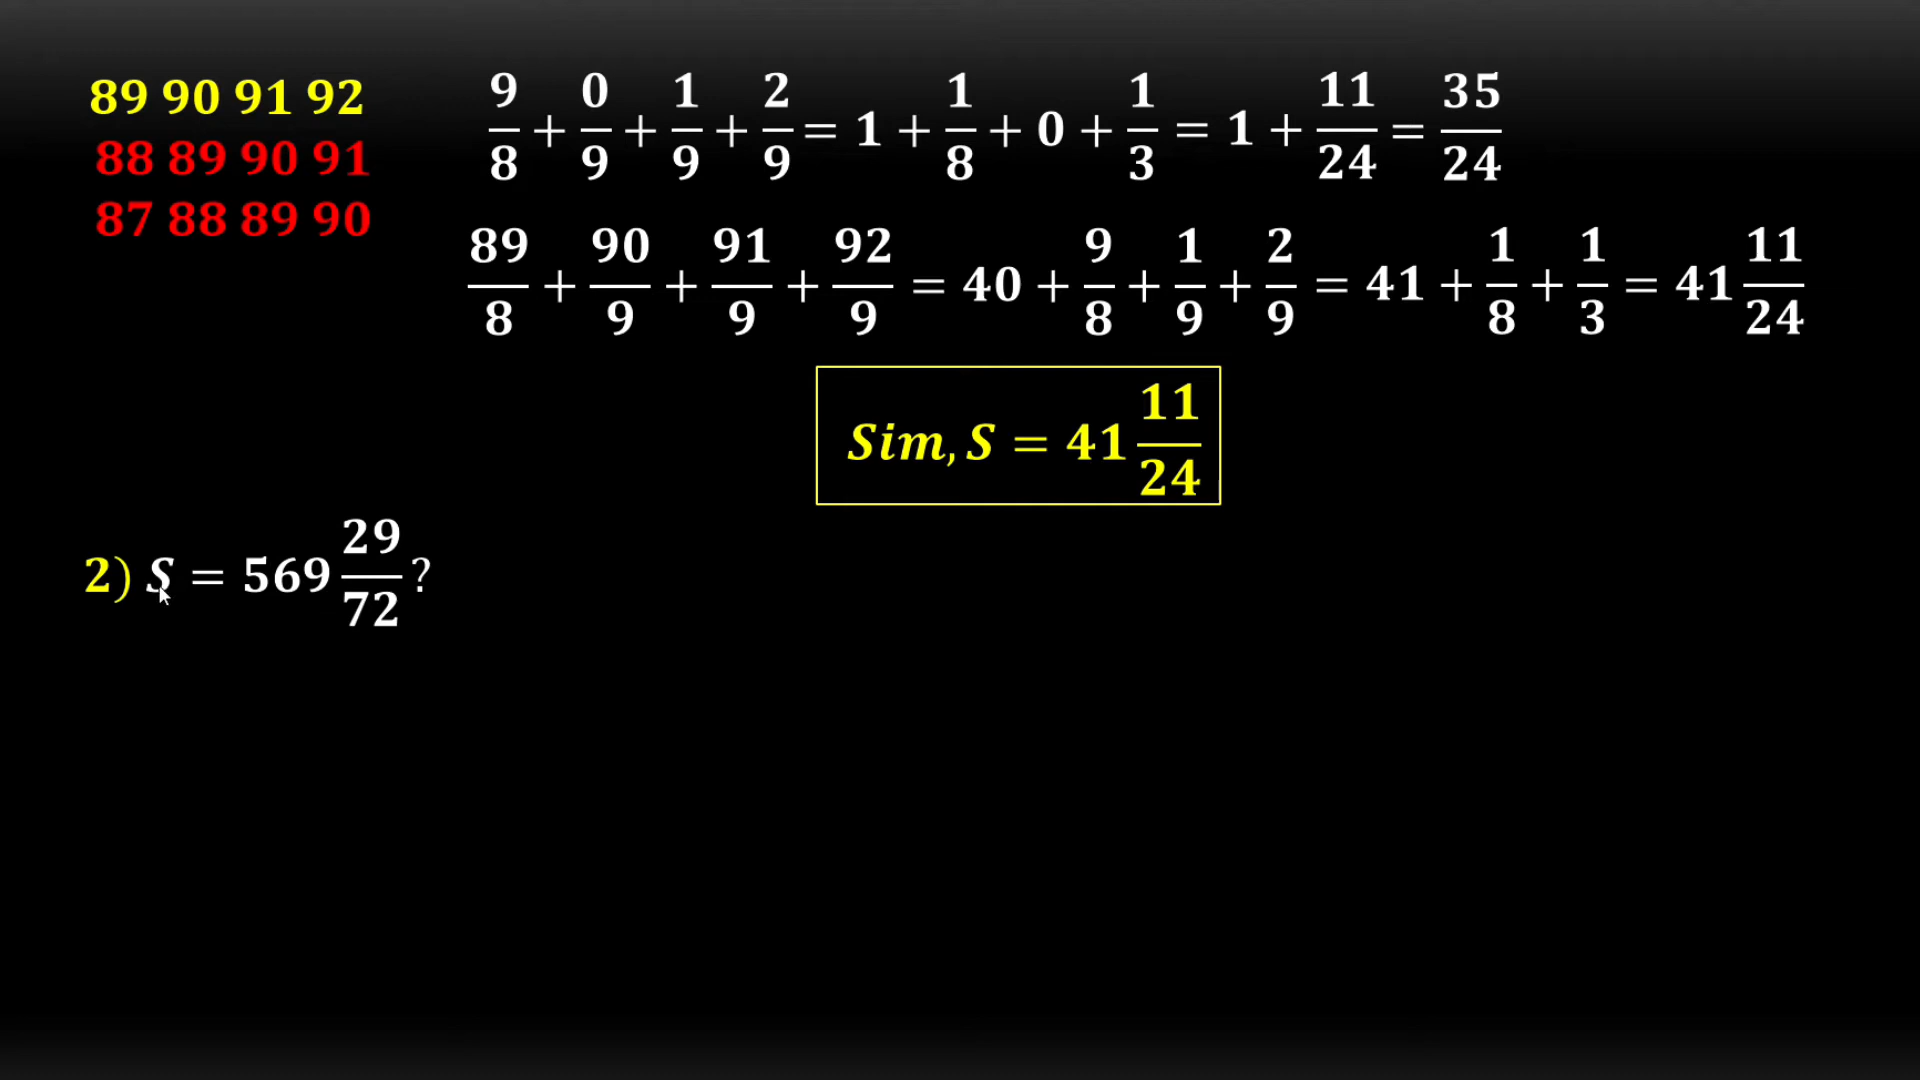 89 90 91 92
88 89 90 91
87 88 89 90
9/8 + 0/9 + 1/9 + 2/9 = 1 + 1/8 + 0 + 1/3 = 1 + 11/24 = 35/24
89/8 + 90/9 + 91/9 + 92/9 = 40 + 9/8 + 1/9 + 2/9 = 41 + 1/8 + 1/3 = 41 11/24
Sim, S = 41 11/24
2) S = 569 29/72 ?